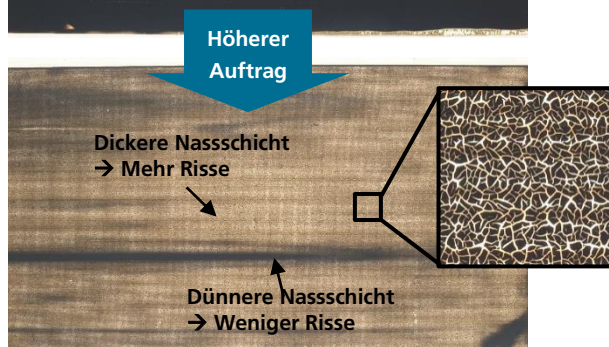 Höherer
Auftrag
Dickere Nassschicht
→ Mehr Risse
Dünnere Nassschicht
→ Weniger Risse